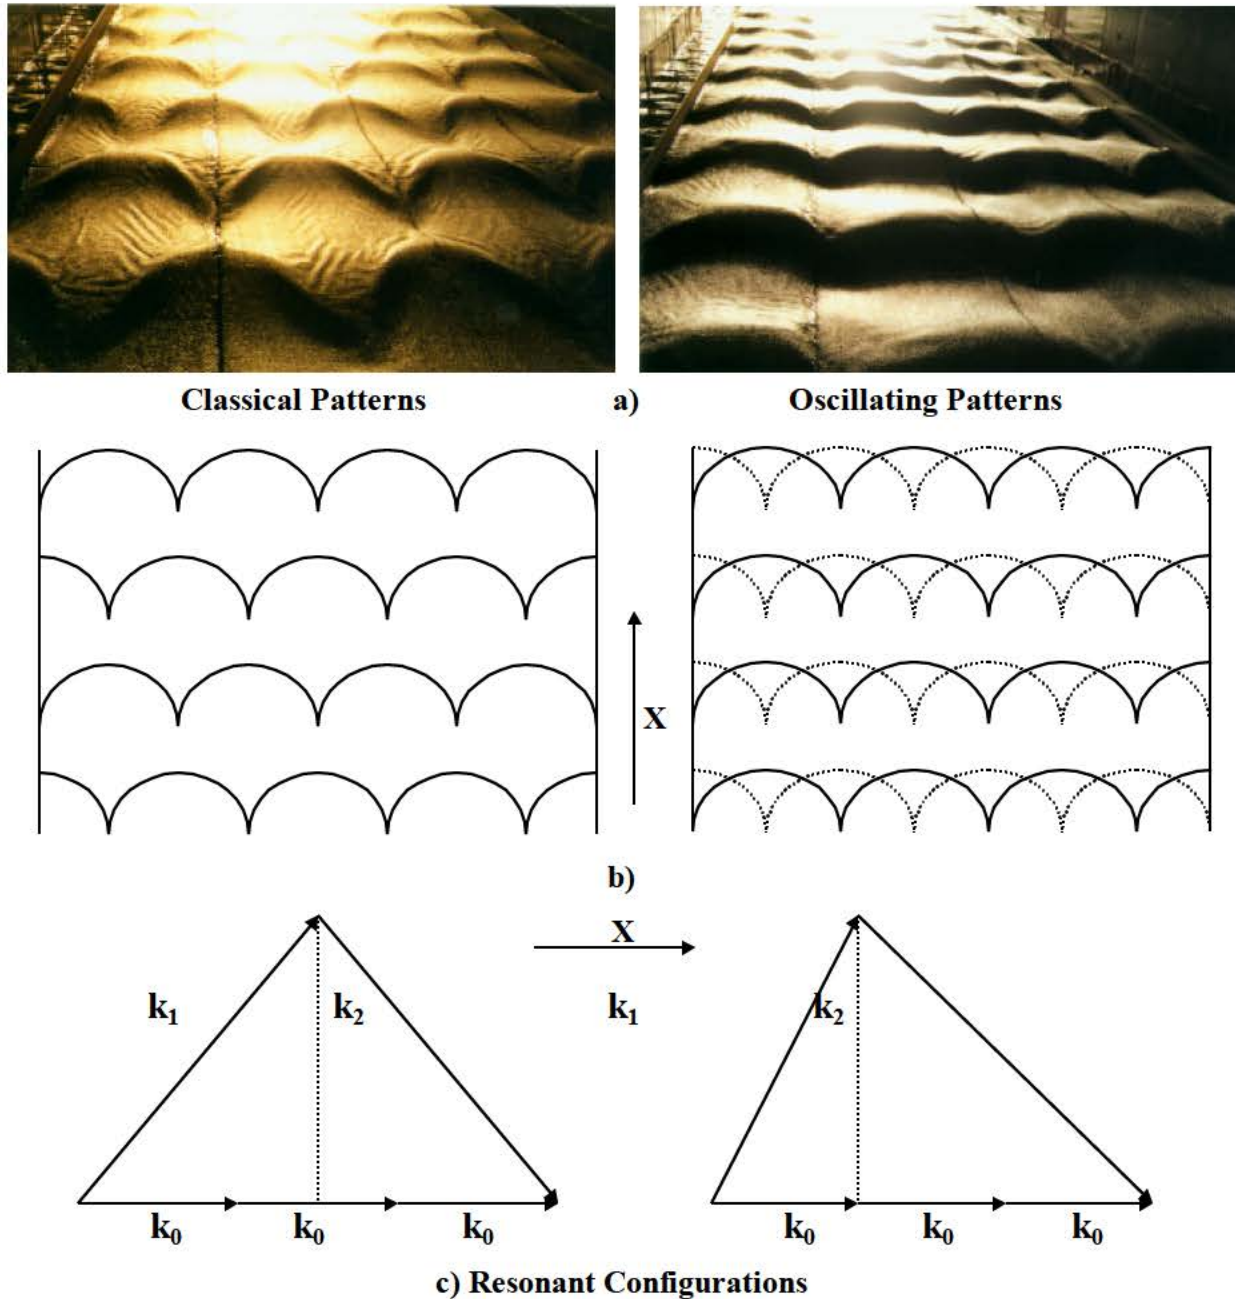 Classical Patterns a) Oscillating Patterns
X
b)
X
k₁ k₂ k₁ k₂
k₀ k₀ k₀ k₀ k₀ k₀
c) Resonant Configurations